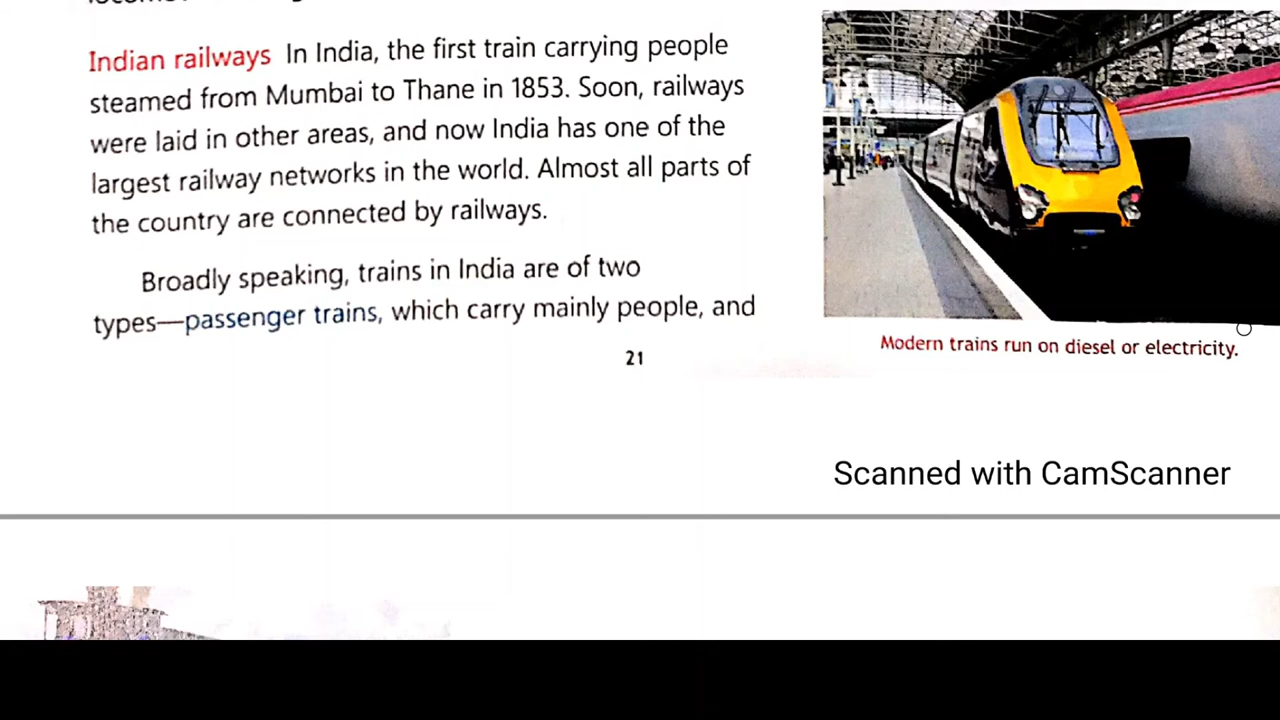 Indian railways In India, the first train carrying people
steamed from Mumbai to Thane in 1853. Soon, railways
were laid in other areas, and now India has one of the
largest railway networks in the world. Almost all parts of
the country are connected by railways.
Broadly speaking, trains in India are of two
types—passenger trains, which carry mainly people, and
21
Modern trains run on diesel or electricity.
Scanned with CamScanner